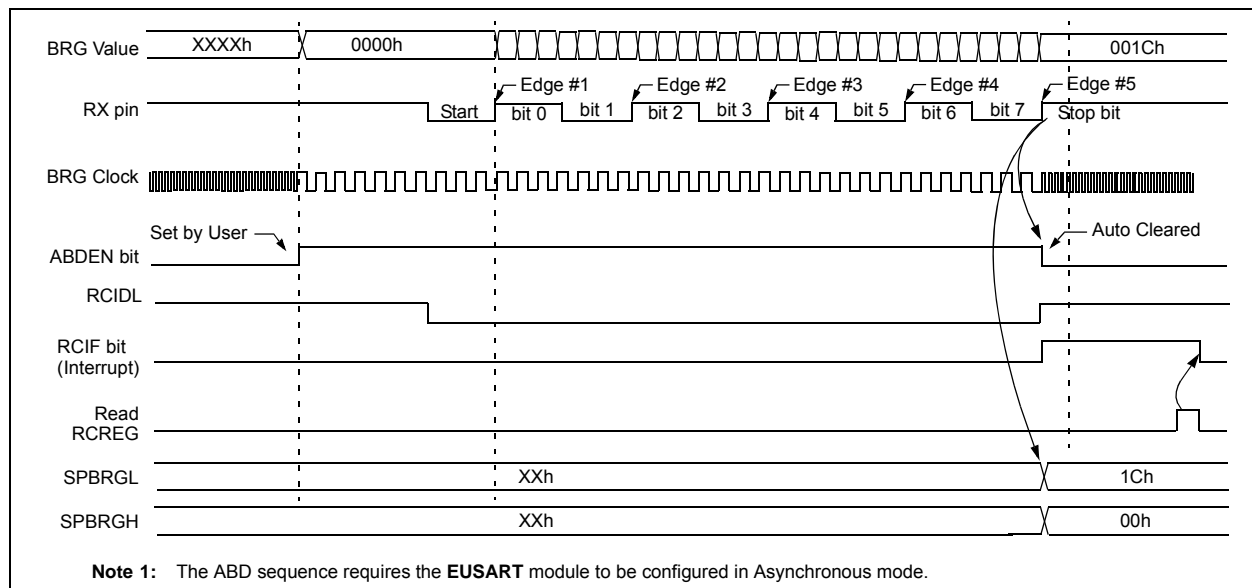 BRG Value XXXXh 0000h 001Ch
Edge #1 Edge #2 Edge #3 Edge #4 Edge #5
RX pin Start bit 0 bit 1 bit 2 bit 3 bit 4 bit 5 bit 6 bit 7 Stop bit
BRG Clock
Set by User Auto Cleared
ABDEN bit
RCIDL
RCIF bit
(Interrupt)
Read
RCREG
SPBRGL XXh 1Ch
SPBRGH XXh 00h
Note 1: The ABD sequence requires the EUSART module to be configured in Asynchronous mode.